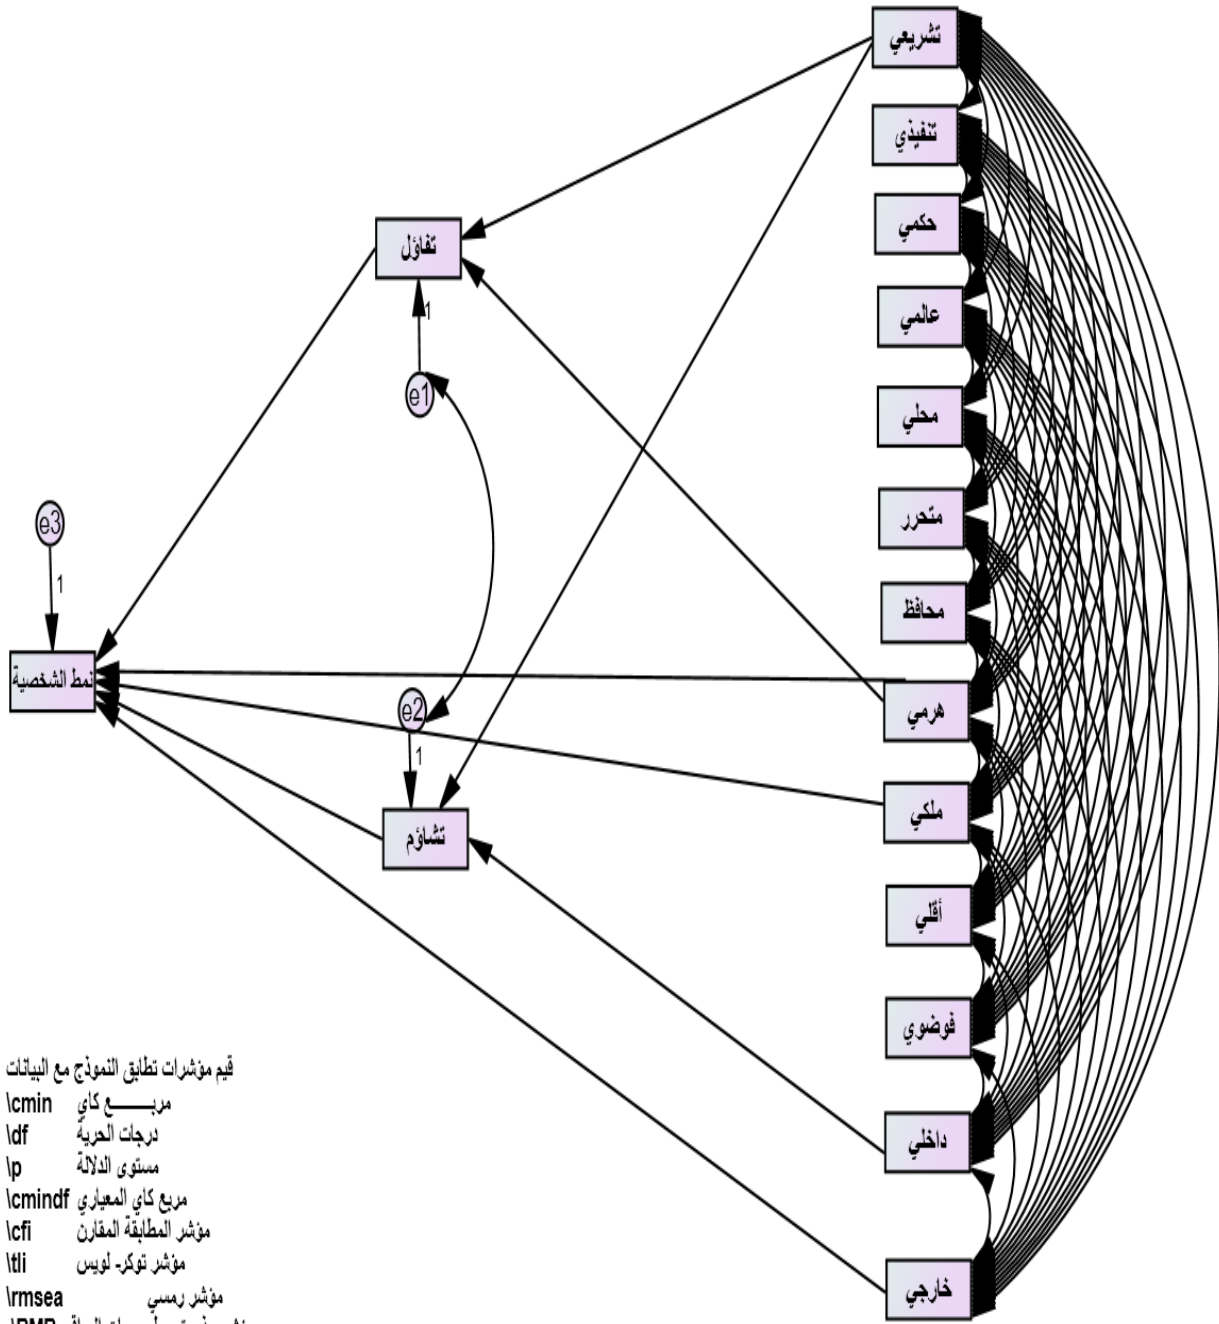 تشريعي
تنفيذي
حكمي
عالمي
محلي
متحرر
محافظ
هرمي
ملكي
أقلي
فوضوي
داخلي
خارجي
تفاؤل
1
e1
e2
1
تشاؤم
e3
1
نمط الشخصية
قيم مؤشرات تطابق النموذج مع البيانات
مربـــــــع كاي \cmin
درجات الحرية \df
مستوى الدلالة \p
مربع كاي المعياري \cmindf
مؤشر المطابقة المقارن \cfi
مؤشر توكر- لويس \tli
مؤشر رمسي \rmsea
\RMR